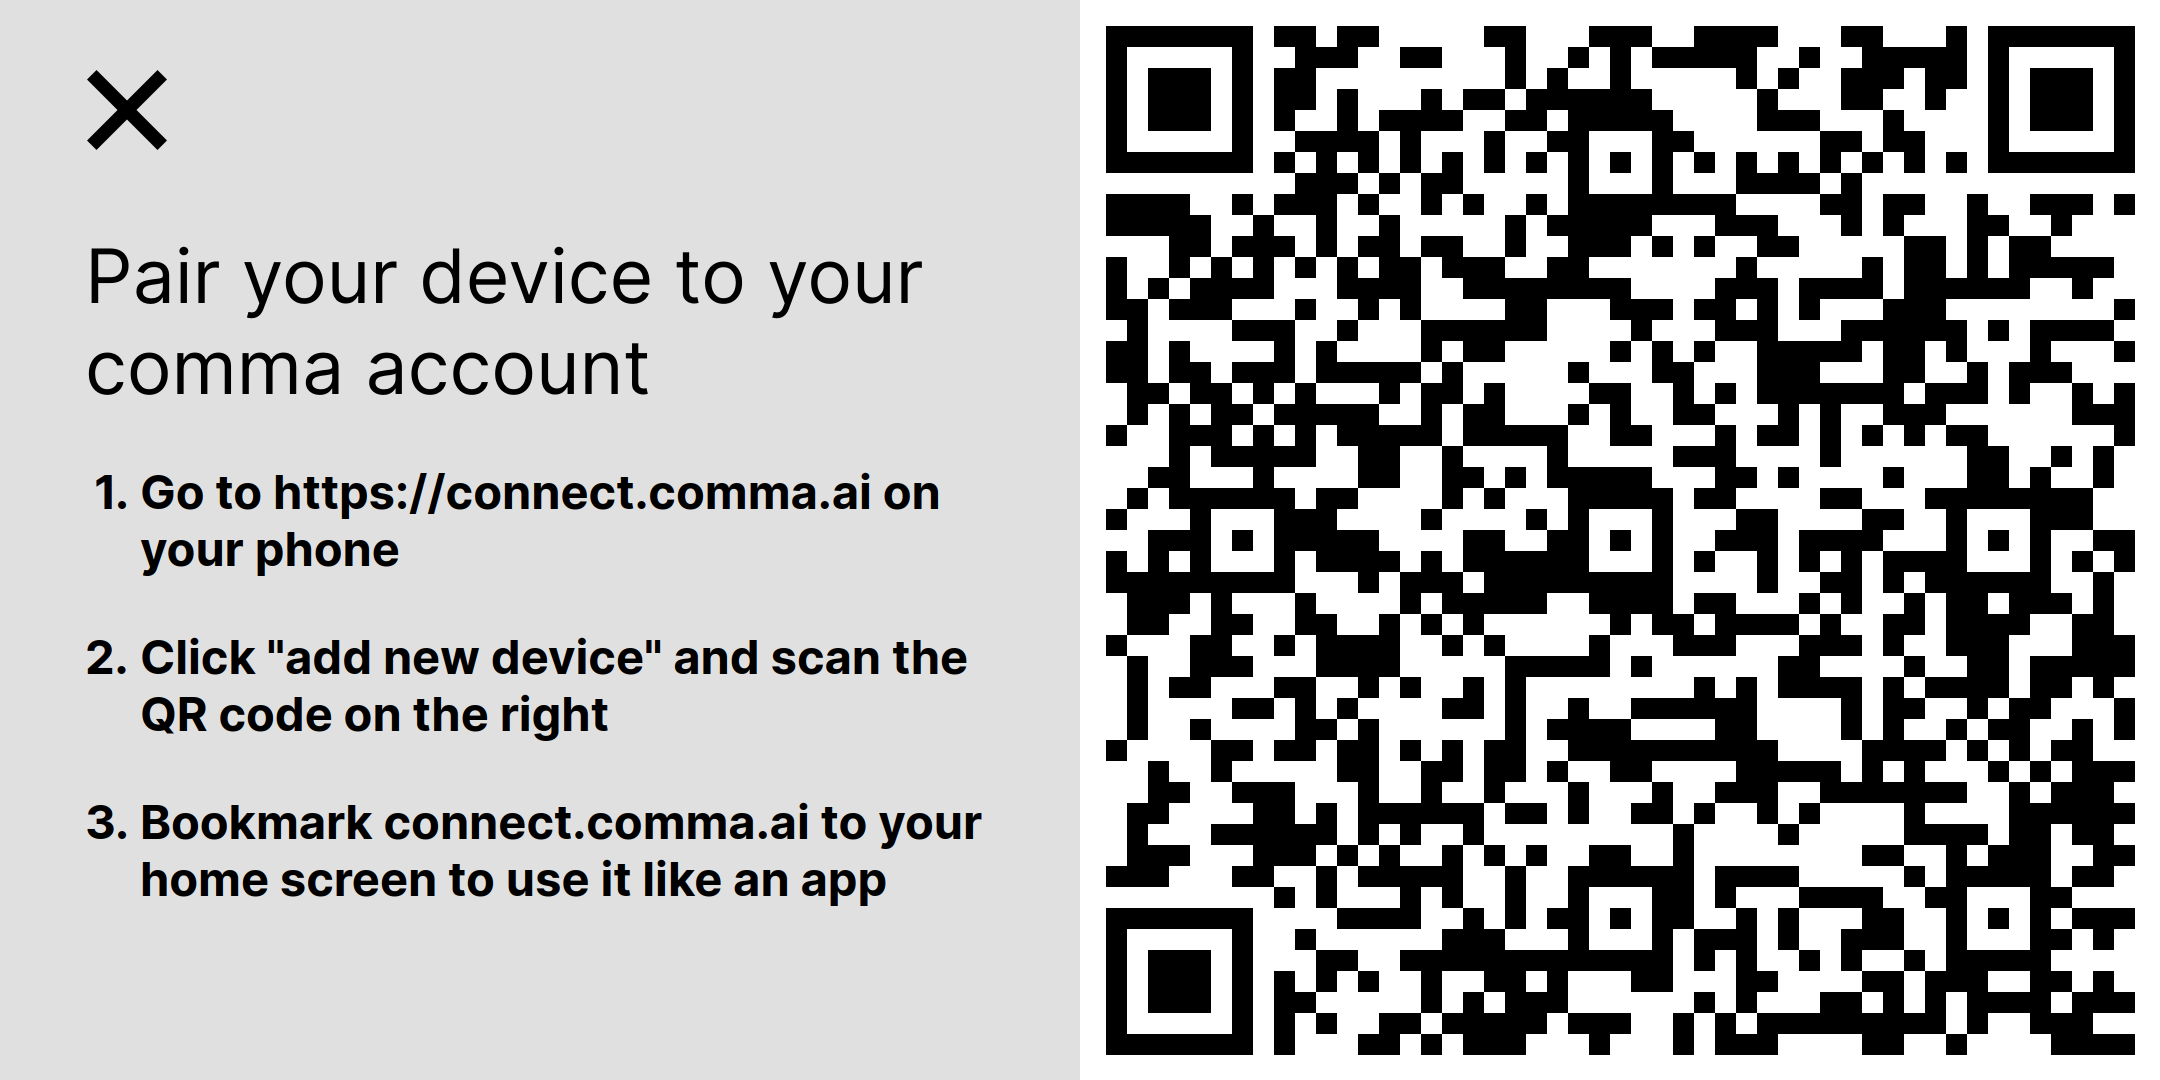 Pair your device to your
comma account
1. Go to https://connect.comma.ai on
your phone
2. Click "add new device" and scan the
QR code on the right
3. Bookmark connect.comma.ai to your
home screen to use it like an app